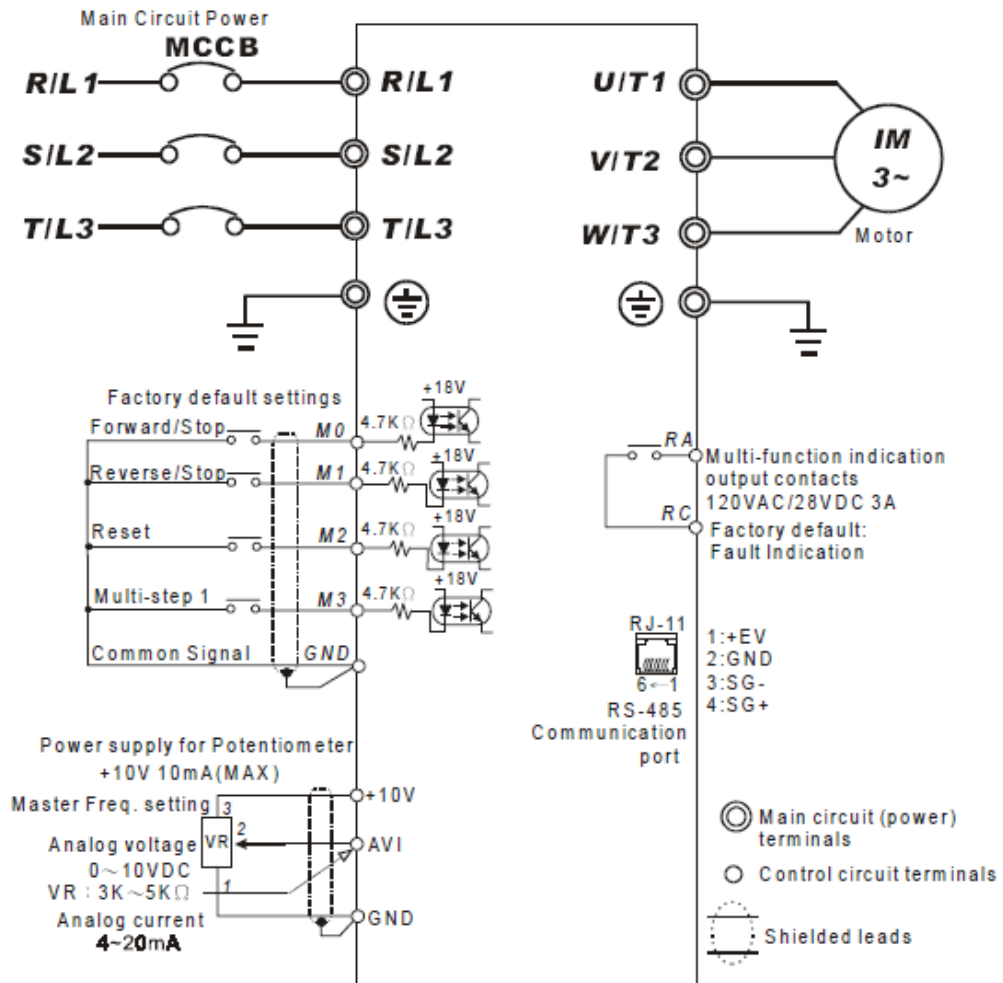 Main Circuit Power
MCCB
R/L1
R/L1
S/L2
S/L2
T/L3
T/L3
U/T1
V/T2
W/T3
IM
3~
Motor
Factory default settings
Forward/Stop
M0
4.7KΩ
+18V
Reverse/Stop
M1
4.7KΩ
+18V
Reset
M2
4.7KΩ
+18V
Multi-step 1
M3
4.7KΩ
+18V
Common Signal
GND
RA
Multi-function indication
output contacts
120VAC/28VDC 3A
RC
Factory default:
Fault Indication
RJ-11
6←1
1:+EV
2:GND
3:SG-
4:SG+
RS-485
Communication
port
Power supply for Potentiometer
+10V 10mA(MAX)
+10V
Master Freq. setting
3
2
VR
1
AVI
Analog voltage
0～10VDC
VR：3K～5KΩ
Analog current
4~20mA
GND
Main circuit (power)
terminals
Control circuit terminals
Shielded leads